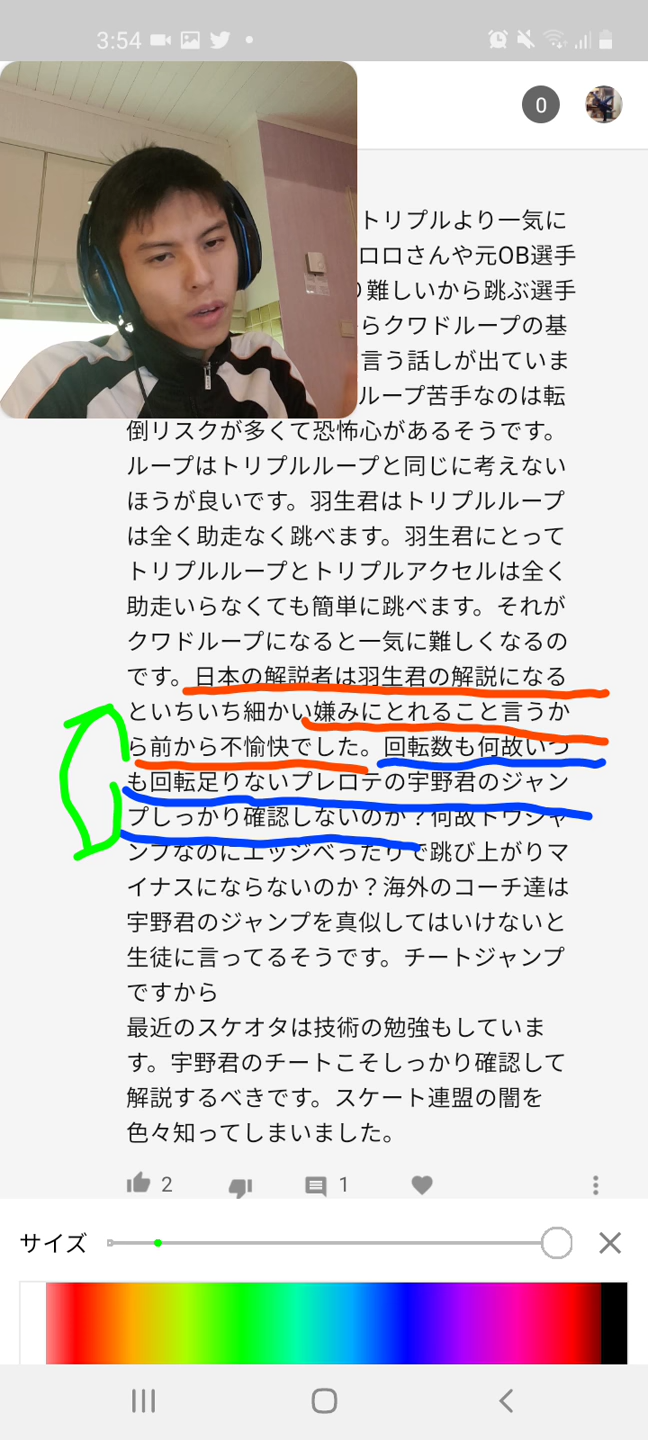 3:54
0
トリプルより一気に
ロロさんや元OB選手
難しいから跳ぶ選手
らクワドループの基
言う話しが出ていま
ループ苦手なのは転
倒リスクが多くて恐怖心があるそうです。
ループはトリプルループと同じに考えない
ほうが良いです。羽生君はトリプルループ
は全く助走なく跳べます。羽生君にとって
トリプルループとトリプルアクセルは全く
助走いらなくても簡単に跳べます。それが
クワドループになると一気に難しくなるの
です。日本の解説者は羽生君の解説になる
といちいち細かい嫌みにとれること言うか
ら前から不愉快でした。回転数も何故いつ
も回転足りないプレロテの宇野君のジャン
プしっかり確認しないのか？何故トウジャ
ンプなのにエッジべったりで跳び上がりマ
イナスにならないのか？海外のコーチ達は
宇野君のジャンプを真似してはいけないと
生徒に言ってるそうです。チートジャンプ
ですから
最近のスケオタは技術の勉強もしていま
す。宇野君のチートこそしっかり確認して
解説するべきです。スケート連盟の闇を
色々知ってしまいました。
2
1
サイズ